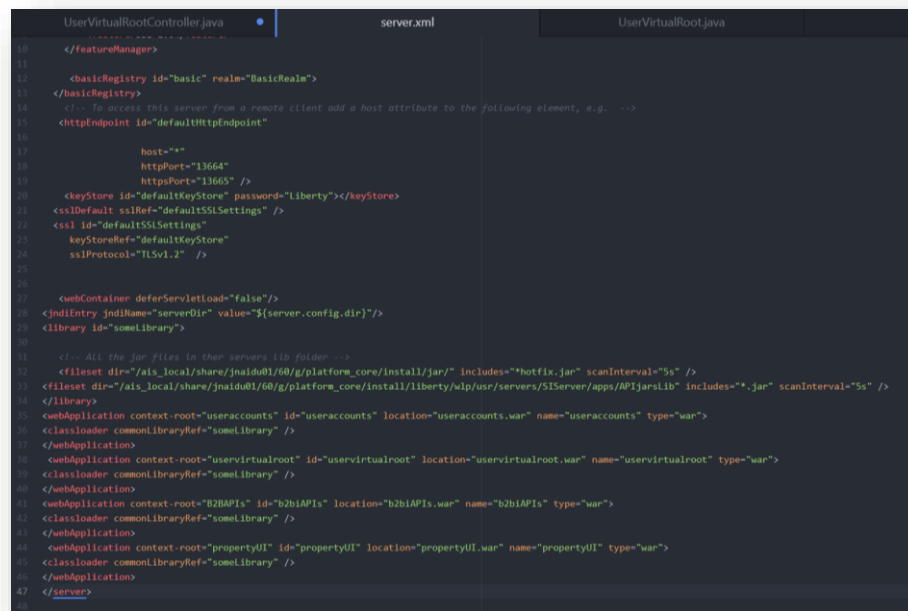 UserVirtualRootController.java server.xml UserVirtualRoot.java
10 </featureManager>
11
12 <basicRegistry id="basic" realm="BasicRealm">
13 </basicRegistry>
14 <!-- To access this server from a remote client add a host attribute to the following element, e.g. -->
15 <httpEndpoint id="defaultHttpEndpoint"
16
17 host="*"
18 httpPort="13664"
19 httpsPort="13665" />
20 <keyStore id="defaultKeyStore" password="Liberty"></keyStore>
21 <sslDefault sslRef="defaultSSLSettings" />
22 <ssl id="defaultSSLSettings"
23 keyStoreRef="defaultKeyStore"
24 sslProtocol="TLSv1.2" />
25
26
27 <webContainer deferServletLoad="false"/>
28 <jndiEntry jndiName="serverDir" value="${server.config.dir}"/>
29 <library id="someLibrary">
30
31 <!-- All the jar files in ther servers lib folder -->
32 <fileset dir="/ais_local/share/jnaidu01/60/g/platform_core/install/jar/" includes="*hotfix.jar" scanInterval="5s" />
33 <fileset dir="/ais_local/share/jnaidu01/60/g/platform_core/install/liberty/wlp/usr/servers/SIServer/apps/APIjarsLib" includes="*.jar" scanInterval="5s" />
34 </library>
35 <webApplication context-root="useraccounts" id="useraccounts" location="useraccounts.war" name="useraccounts" type="war">
36 <classloader commonLibraryRef="someLibrary" />
37 </webApplication>
38 <webApplication context-root="uservirtualroot" id="uservirtualroot" location="uservirtualroot.war" name="uservirtualroot" type="war">
39 <classloader commonLibraryRef="someLibrary" />
40 </webApplication>
41 <webApplication context-root="B2BAPIs" id="b2biAPIs" location="b2biAPIs.war" name="b2biAPIs" type="war">
42 <classloader commonLibraryRef="someLibrary" />
43 </webApplication>
44 <webApplication context-root="propertyUI" id="propertyUI" location="propertyUI.war" name="propertyUI" type="war">
45 <classloader commonLibraryRef="someLibrary" />
46 </webApplication>
47 </server>
48